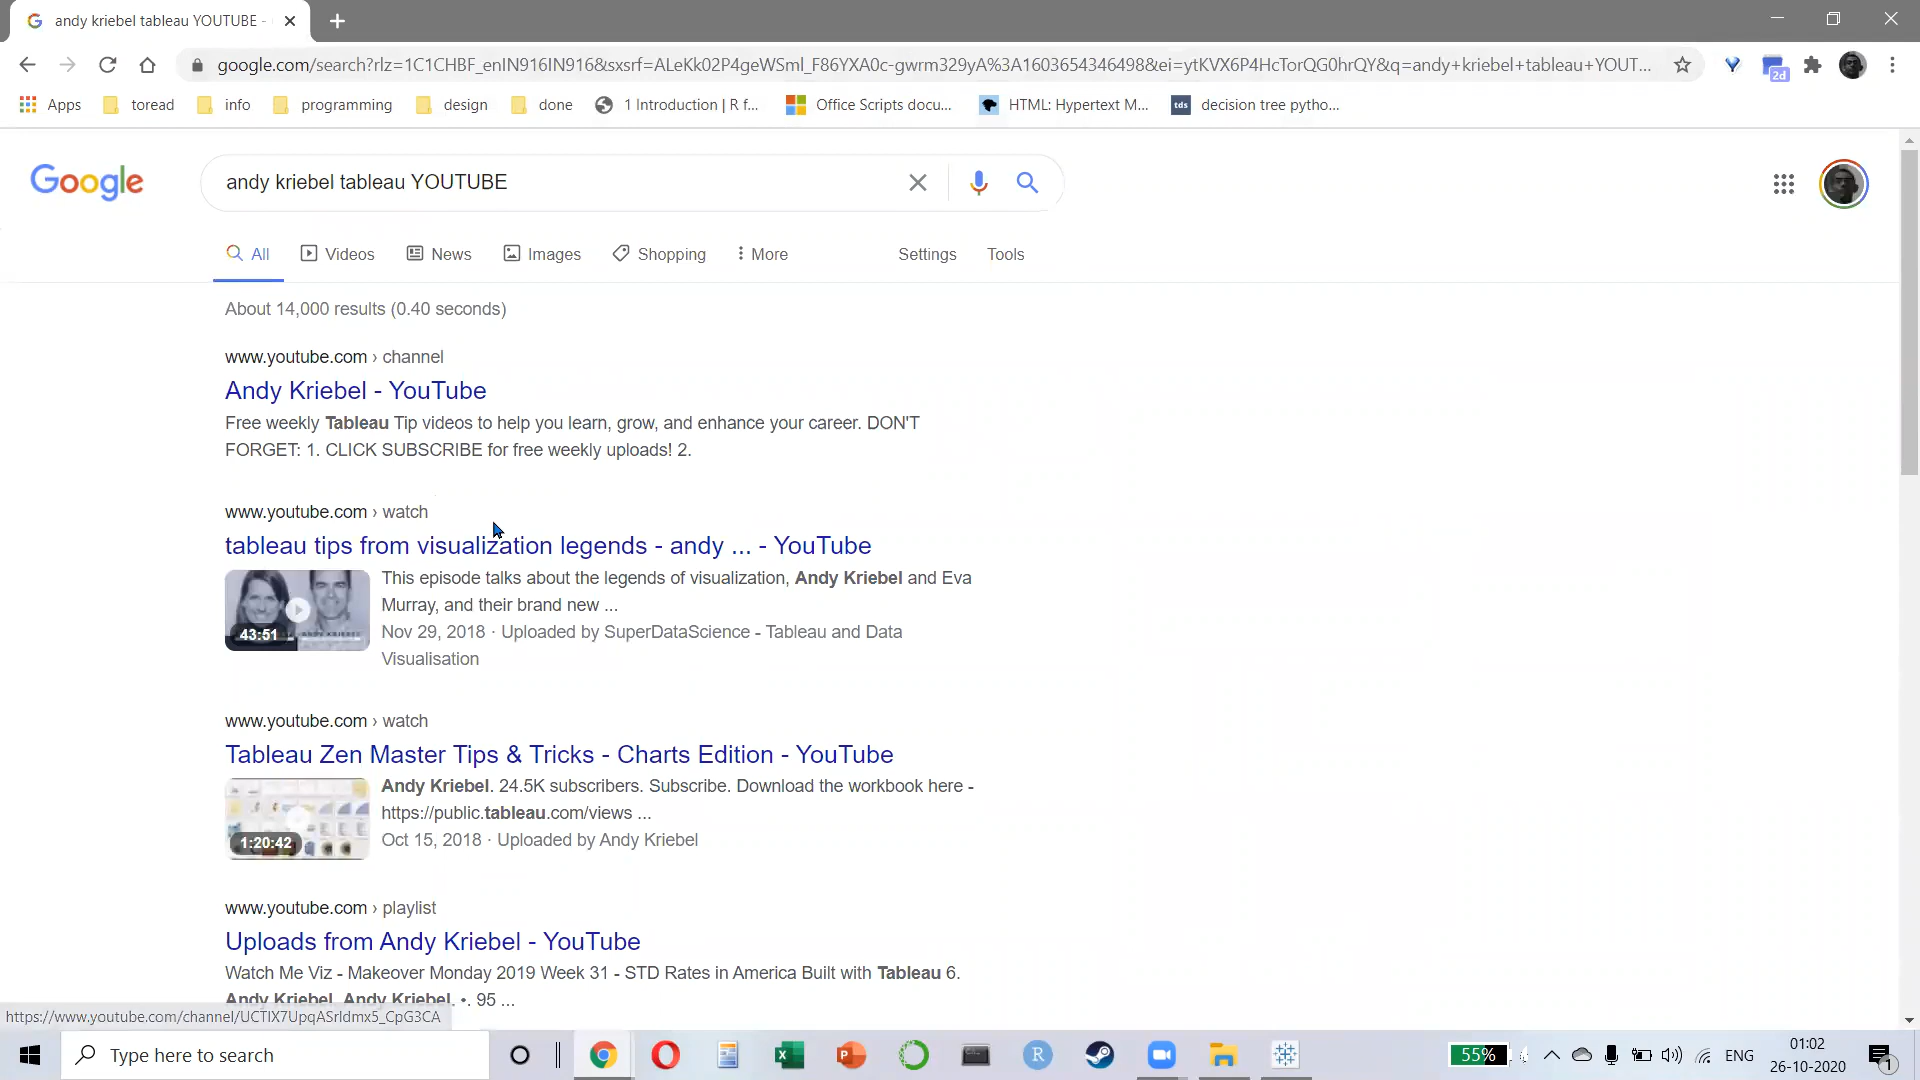 andy kriebel tableau YOUTUBE -
google.com/search?rlz=1C1CHBF_enIN916IN916&sxsrf=ALeKk02P4geWSml_F86YXA0c-gwrm329yA%3A1603654346498&ei=ytKVX6P4HcTorQG0hrQY&q=andy+kriebel+tableau+YOUT...
2d
Apps toread info programming design done 1 Introduction | R f... Office Scripts docu... HTML: Hypertext M... tds decision tree pytho...
Google
andy kriebel tableau YOUTUBE
All Videos News Images Shopping More Settings Tools
About 14,000 results (0.40 seconds)
www.youtube.com › channel
Andy Kriebel - YouTube
Free weekly Tableau Tip videos to help you learn, grow, and enhance your career. DON'T
FORGET: 1. CLICK SUBSCRIBE for free weekly uploads! 2.
www.youtube.com › watch
tableau tips from visualization legends - andy ... - YouTube
This episode talks about the legends of visualization, Andy Kriebel and Eva
Murray, and their brand new ...
43:51
Nov 29, 2018 · Uploaded by SuperDataScience - Tableau and Data
Visualisation
www.youtube.com › watch
Tableau Zen Master Tips & Tricks - Charts Edition - YouTube
Andy Kriebel. 24.5K subscribers. Subscribe. Download the workbook here -
https://public.tableau.com/views ...
1:20:42
Oct 15, 2018 · Uploaded by Andy Kriebel
www.youtube.com › playlist
Uploads from Andy Kriebel - YouTube
Watch Me Viz - Makeover Monday 2019 Week 31 - STD Rates in America Built with Tableau 6.
Andy Kriebel. Andy Kriebel. •. 95 ...
https://www.youtube.com/channel/UCTIX7UpqASrIdmx5_CpG3CA
Type here to search
R
55%
ENG
01:02
26-10-2020
1